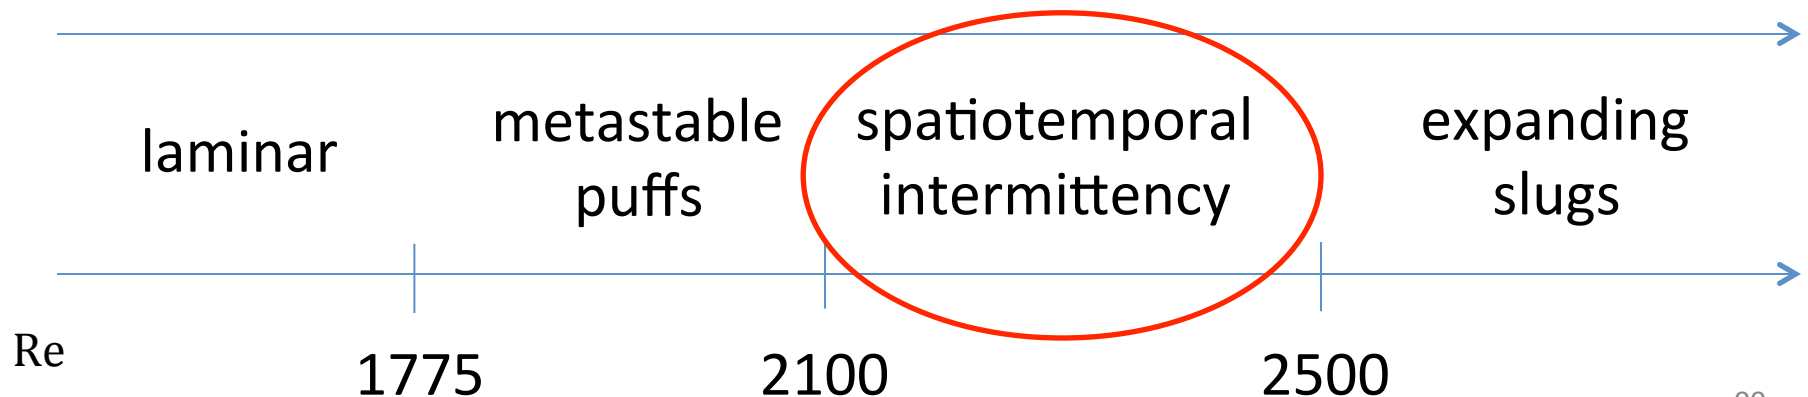 laminar
metastable
puffs
spatiotemporal
intermittency
expanding
slugs
Re
1775
2100
2500